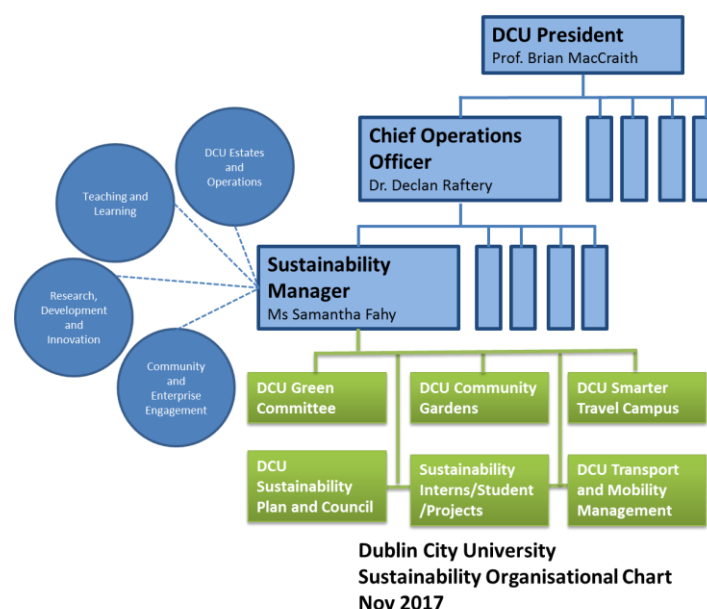 DCU President
Prof. Brian MacCraith
Chief Operations
Officer
Dr. Declan Raftery
DCU Estates
and
Operations
Teaching and
Learning
Research,
Development
and
Innovation
Community
and
Enterprise
Engagement
Sustainability
Manager
Ms Samantha Fahy
DCU Green
Committee
DCU Community
Gardens
DCU Smarter
Travel Campus
DCU
Sustainability
Plan and Council
Sustainability
Interns/Student
/Projects
DCU Transport
and Mobility
Management
Dublin City University
Sustainability Organisational Chart
Nov 2017